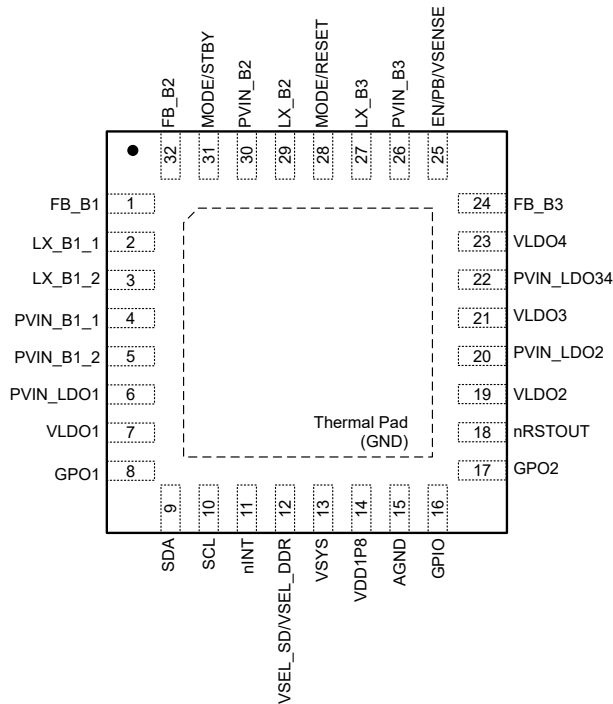 FB_B2
MODE/STBY
PVIN_B2
LX_B2
MODE/RESET
LX_B3
PVIN_B3
EN/PB/VSENSE
32
31
30
29
28
27
26
25
FB_B1 1
LX_B1_1 2
LX_B1_2 3
PVIN_B1_1 4
PVIN_B1_2 5
PVIN_LDO1 6
VLDO1 7
GPO1 8
24 FB_B3
23 VLDO4
22 PVIN_LDO34
21 VLDO3
20 PVIN_LDO2
19 VLDO2
18 nRSTOUT
17 GPO2
Thermal Pad
(GND)
9
10
11
12
13
14
15
16
SDA
SCL
nINT
VSEL_SD/VSEL_DDR
VSYS
VDD1P8
AGND
GPIO